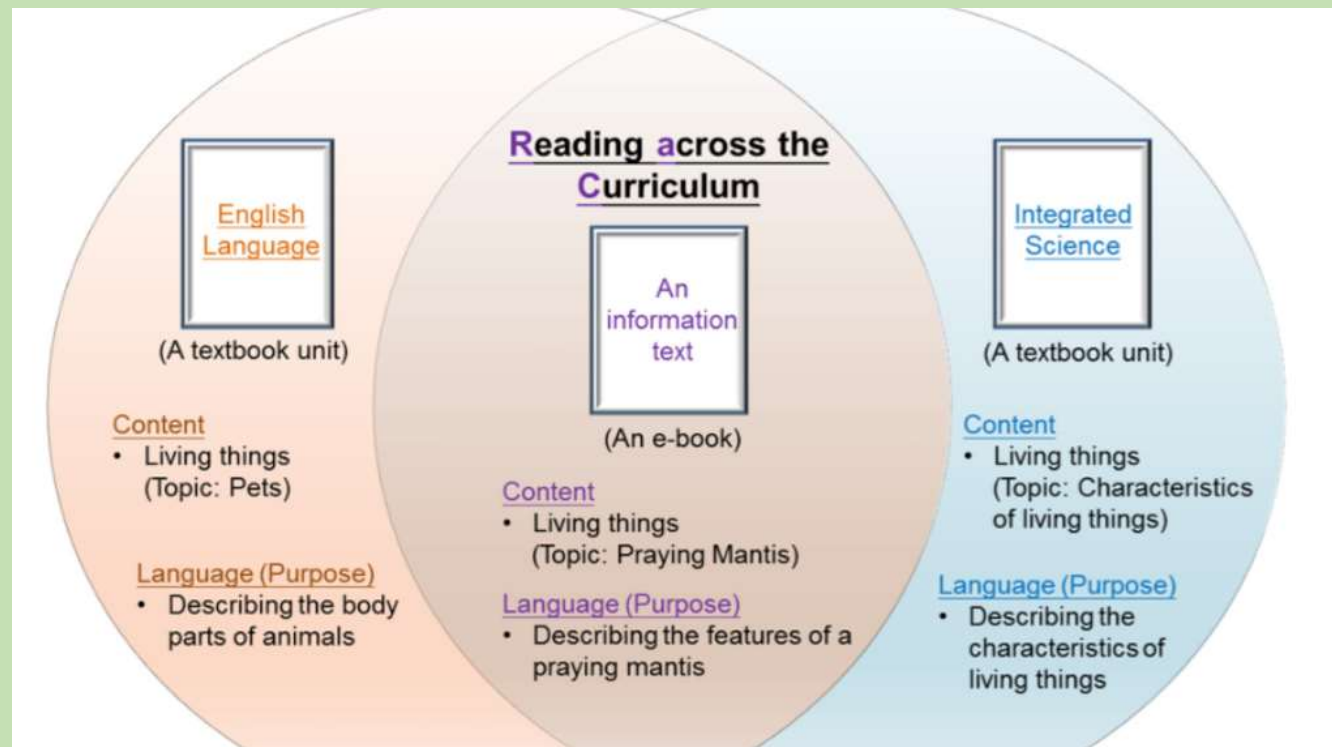 Reading across the
Curriculum
English
Language
(A textbook unit)
Content
• Living things
(Topic: Pets)
Language (Purpose)
• Describing the body
parts of animals
An
information
text
(An e-book)
Content
• Living things
(Topic: Praying Mantis)
Language (Purpose)
• Describing the features of a
praying mantis
Integrated
Science
(A textbook unit)
Content
• Living things
(Topic: Characteristics
of living things)
Language (Purpose)
• Describing the
characteristics of
living things